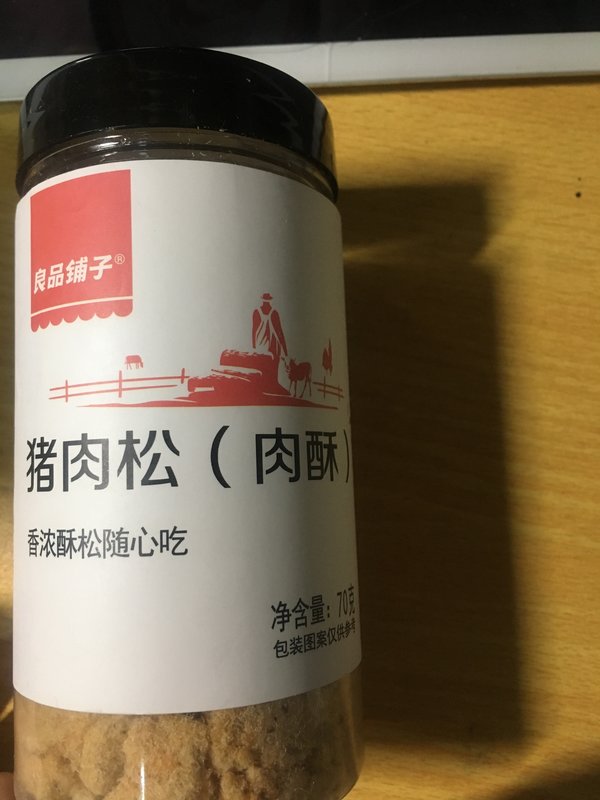 良品铺子®
猪肉松（肉酥）
香浓酥松随心吃
净含量：70克
包装图案仅供参考